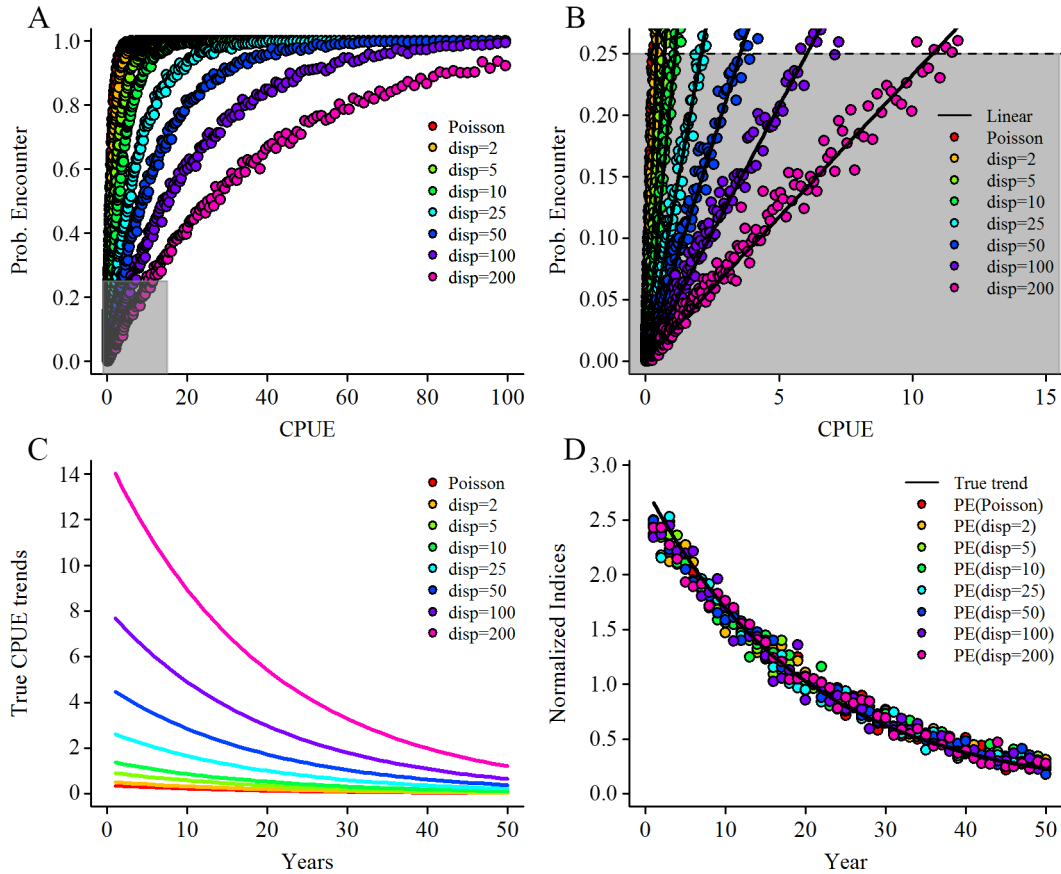 A
Prob. Encounter
1.0
0.8
0.6
0.4
0.2
0.0
0 20 40 60 80 100
CPUE
Poisson
disp=2
disp=5
disp=10
disp=25
disp=50
disp=100
disp=200
B
Prob. Encounter
0.25
0.20
0.15
0.10
0.05
0.00
0 5 10 15
CPUE
Linear
Poisson
disp=2
disp=5
disp=10
disp=25
disp=50
disp=100
disp=200
C
True CPUE trends
14
12
10
8
6
4
2
0
0 10 20 30 40 50
Years
Poisson
disp=2
disp=5
disp=10
disp=25
disp=50
disp=100
disp=200
D
Normalized Indices
3.0
2.5
2.0
1.5
1.0
0.5
0.0
0 10 20 30 40 50
Year
True trend
PE(Poisson)
PE(disp=2)
PE(disp=5)
PE(disp=10)
PE(disp=25)
PE(disp=50)
PE(disp=100)
PE(disp=200)